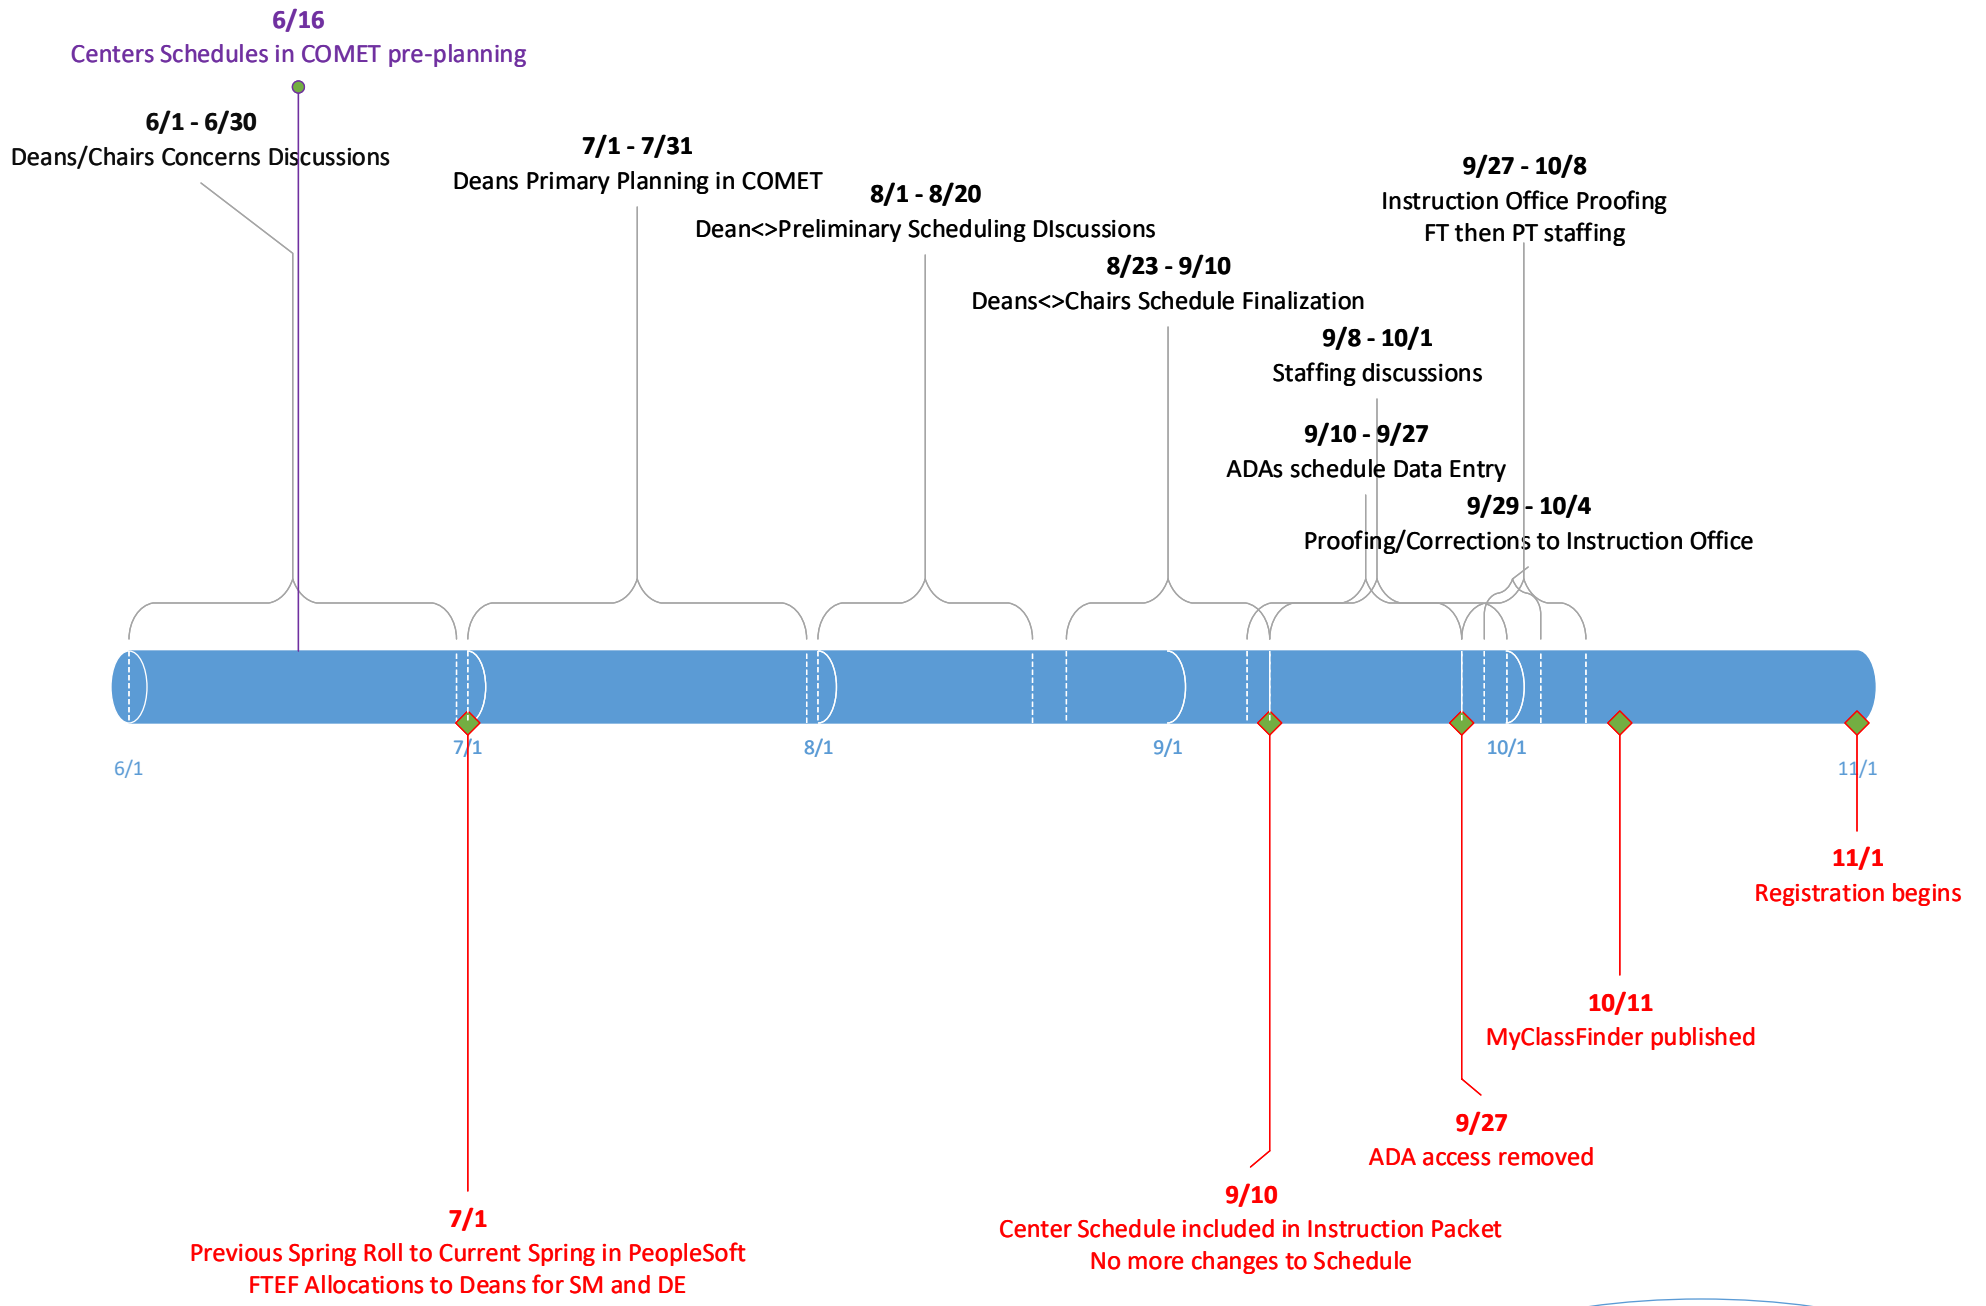 6/16
Centers Schedules in COMET pre-planning
6/1 - 6/30
Deans/Chairs Concerns Discussions
7/1 - 7/31
Deans Primary Planning in COMET
8/1 - 8/20
Dean<>Preliminary Scheduling DIscussions
9/27 - 10/8
Instruction Office Proofing
FT then PT staffing
8/23 - 9/10
Deans<>Chairs Schedule Finalization
9/8 - 10/1
Staffing discussions
9/10 - 9/27
ADAs schedule Data Entry
9/29 - 10/4
Proofing/Corrections to Instruction Office
6/1
7/1
8/1
9/1
10/1
11/1
11/1
Registration begins
10/11
MyClassFinder published
9/27
ADA access removed
9/10
Center Schedule included in Instruction Packet
No more changes to Schedule
7/1
Previous Spring Roll to Current Spring in PeopleSoft
FTEF Allocations to Deans for SM and DE